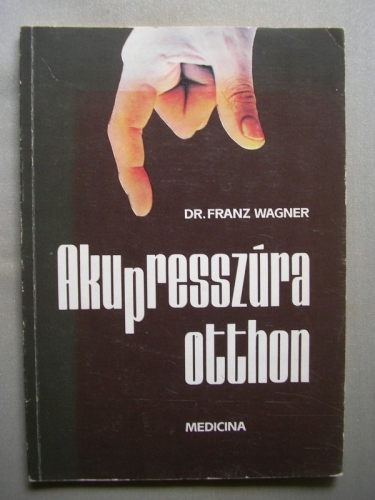 DR. FRANZ WAGNER
Akupresszúra
otthon
MEDICINA